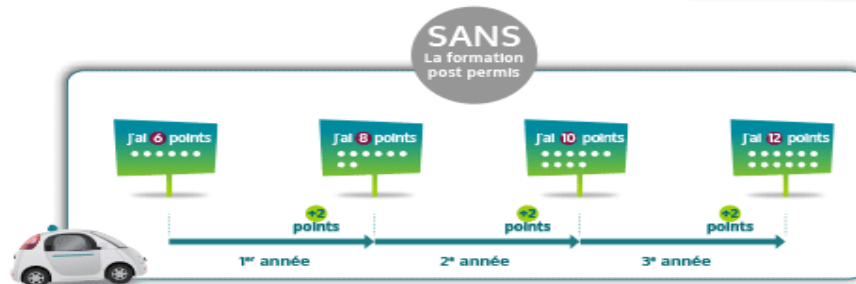 SANS
La formation
post permis
J'ai 6 points
J'ai 8 points
J'ai 10 points
J'ai 12 points
+2
points
+2
points
+2
points
1er année
2e année
3e année